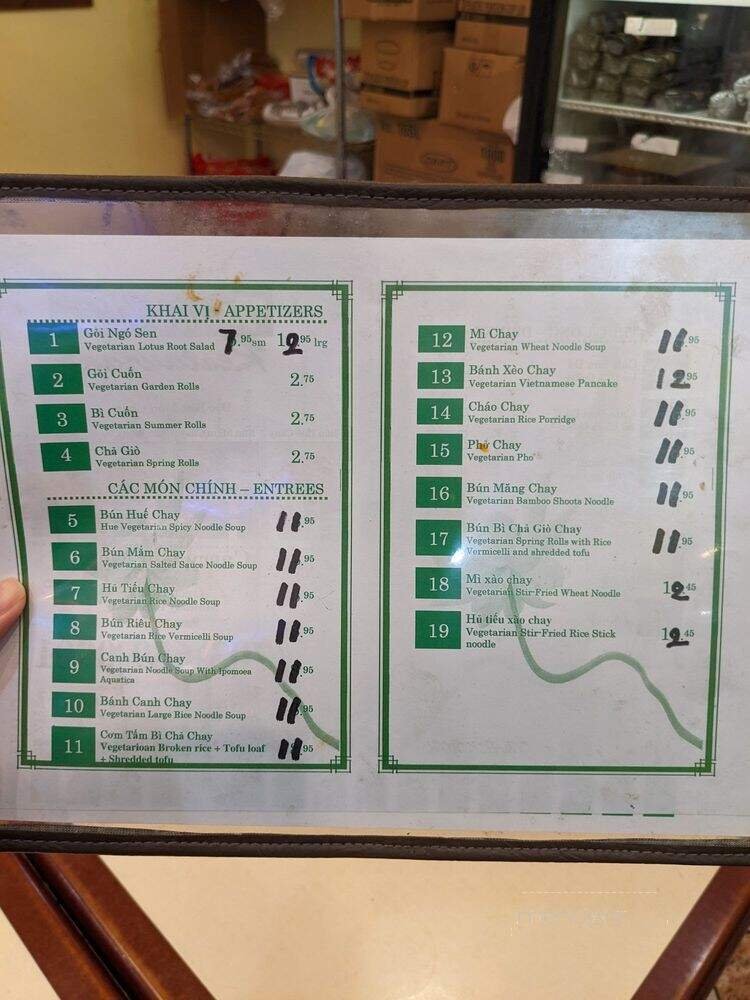 KHAI VỊ - APPETIZERS
1 Gỏi Ngó Sen
Vegetarian Lotus Root Salad 7.95sm 12.95 lrg
2 Gỏi Cuốn
Vegetarian Garden Rolls 2.75
3 Bì Cuốn
Vegetarian Summer Rolls 2.75
4 Chả Giò
Vegetarian Spring Rolls 2.75
CÁC MÓN CHÍNH – ENTREES
5 Bún Huế Chay
Hue Vegetarian Spicy Noodle Soup 11.95
6 Bún Mắm Chay
Vegetarian Salted Sauce Noodle Soup 11.95
7 Hủ Tiếu Chay
Vegetarian Rice Noodle Soup 11.95
8 Bún Riêu Chay
Vegetarian Rice Vermicelli Soup 11.95
9 Canh Bún Chay
Vegetarian Noodle Soup With Ipomoea 11.95
Aquatica
10 Bánh Canh Chay
Vegetarian Large Rice Noodle Soup 11.95
11 Cơm Tấm Bì Chả Chay
Vegetarioan Broken rice + Tofu loaf 11.95
+ Shredded tofu
12 Mì Chay
Vegetarian Wheat Noodle Soup 11.95
13 Bánh Xèo Chay
Vegetarian Vietnamese Pancake 12.95
14 Cháo Chay
Vegetarian Rice Porridge 11.95
15 Phở Chay
Vegetarian Pho 11.95
16 Bún Măng Chay
Vegetarian Bamboo Shoots Noodle 11.95
17 Bún Bì Chả Giò Chay
Vegetarian Spring Rolls with Rice 11.95
Vermicelli and shredded tofu
18 Mì xào chay
Vegetarian Stir-Fried Wheat Noodle 12.45
19 Hủ tiếu xào chay
Vegetarian Stir-Fried Rice Stick 12.45
noodle